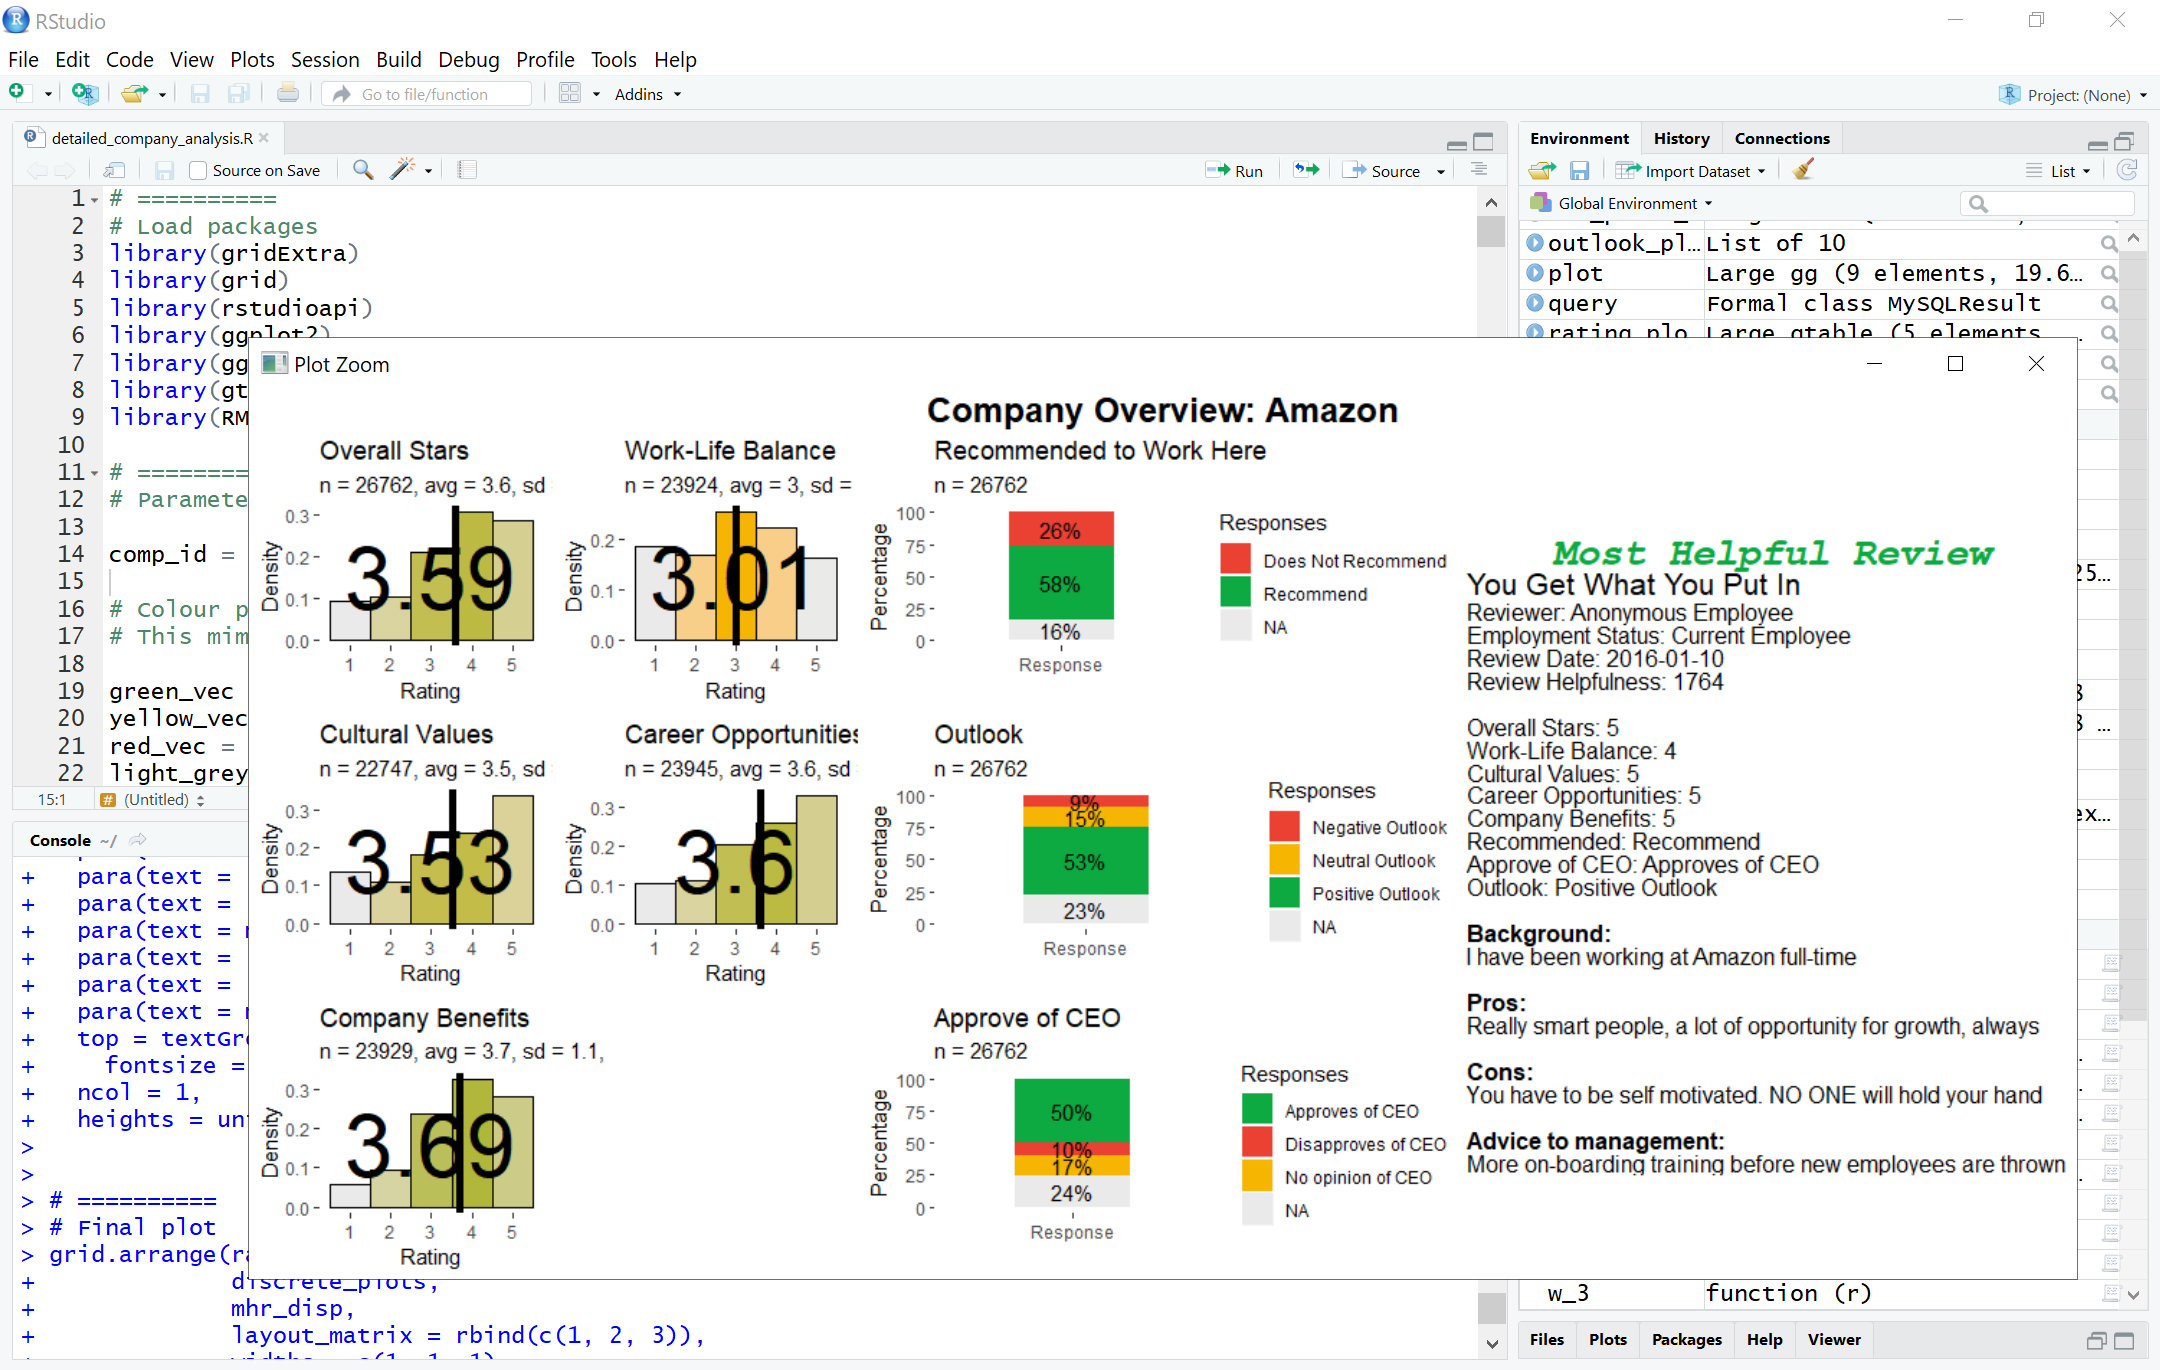 RStudio
File Edit Code View Plots Session Build Debug Profile Tools Help
Go to file/function
Addins
Project: (None)
detailed_company_analysis.R
Source on Save
Run
Source
1 # ==========
2 # Load packages
3 library(gridExtra)
4 library(grid)
5 library(rstudioapi)
6 library(ggplot2)
7 library(gg
8 library(gt
9 library(RM
10
11 # =========
12 # Paramete
13
14 comp_id =
15
16 # Colour p
17 # This mim
18
19 green_vec
20 yellow_vec
21 red_vec =
22 light_grey
15:1 # (Untitled)
Console ~/
+ para(text =
+ para(text =
+ para(text =
+ para(text =
+ para(text =
+ para(text =
+ top = textGr
+ fontsize =
+ ncol = 1,
+ heights = un
>
>
> # ==========
> # Final plot
> grid.arrange(ra
+ discrete_plots,
+ mhr_disp,
+ layout_matrix = rbind(c(1, 2, 3)),
Environment History Connections
Import Dataset
List
Global Environment
outlook_pl… List of 10
plot Large gg (9 elements, 19.6…
query Formal class MySQLResult
rating_plo Large gtable (5 elements
w_3 function (r)
Files Plots Packages Help Viewer
Plot Zoom
Company Overview: Amazon
Overall Stars
n = 26762, avg = 3.6, sd
Density
0.3
0.2
0.1
0.0
3.59
1 2 3 4 5
Rating
Work-Life Balance
n = 23924, avg = 3, sd =
Density
0.2
0.1
0.0
3.01
1 2 3 4 5
Rating
Recommended to Work Here
n = 26762
Percentage
100
75
50
25
0
26%
58%
16%
Response
Responses
Does Not Recommend
Recommend
NA
Cultural Values
n = 22747, avg = 3.5, sd
Density
0.3
0.2
0.1
0.0
3.53
1 2 3 4 5
Rating
Career Opportunities
n = 23945, avg = 3.6, sd
Density
0.3
0.2
0.1
0.0
3.6
1 2 3 4 5
Rating
Outlook
n = 26762
Percentage
100
75
50
25
0
9%
15%
53%
23%
Response
Responses
Negative Outlook
Neutral Outlook
Positive Outlook
NA
Company Benefits
n = 23929, avg = 3.7, sd = 1.1,
Density
0.3
0.2
0.1
0.0
3.69
1 2 3 4 5
Rating
Approve of CEO
n = 26762
Percentage
100
75
50
25
0
50%
10%
17%
24%
Response
Responses
Approves of CEO
Disapproves of CEO
No opinion of CEO
NA
Most Helpful Review
You Get What You Put In
Reviewer: Anonymous Employee
Employment Status: Current Employee
Review Date: 2016-01-10
Review Helpfulness: 1764
Overall Stars: 5
Work-Life Balance: 4
Cultural Values: 5
Career Opportunities: 5
Company Benefits: 5
Recommended: Recommend
Approve of CEO: Approves of CEO
Outlook: Positive Outlook
Background:
I have been working at Amazon full-time
Pros:
Really smart people, a lot of opportunity for growth, always
Cons:
You have to be self motivated. NO ONE will hold your hand
Advice to management:
More on-boarding training before new employees are thrown